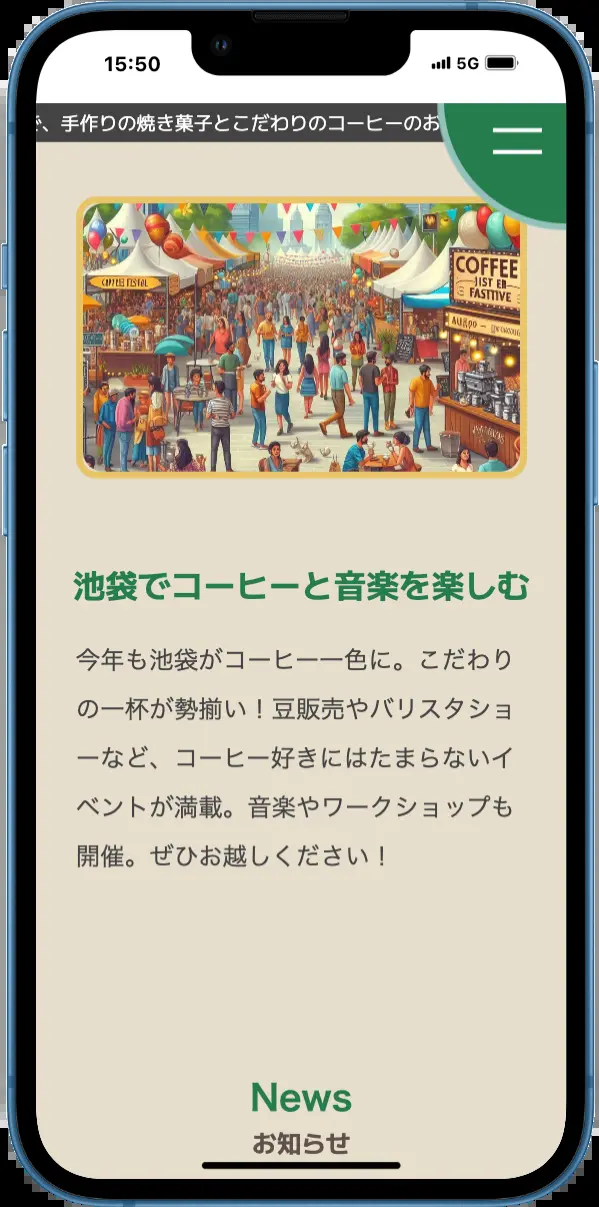 15:50
5G
、手作りの焼き菓子とこだわりのコーヒーのお
COFFEE
池袋でコーヒーと音楽を楽しむ
今年も池袋がコーヒー一色に。こだわり
の一杯が勢揃い！豆販売やバリスタショ
ーなど、コーヒー好きにはたまらないイ
ベントが満載。音楽やワークショップも
開催。ぜひお越しください！
News
お知らせ